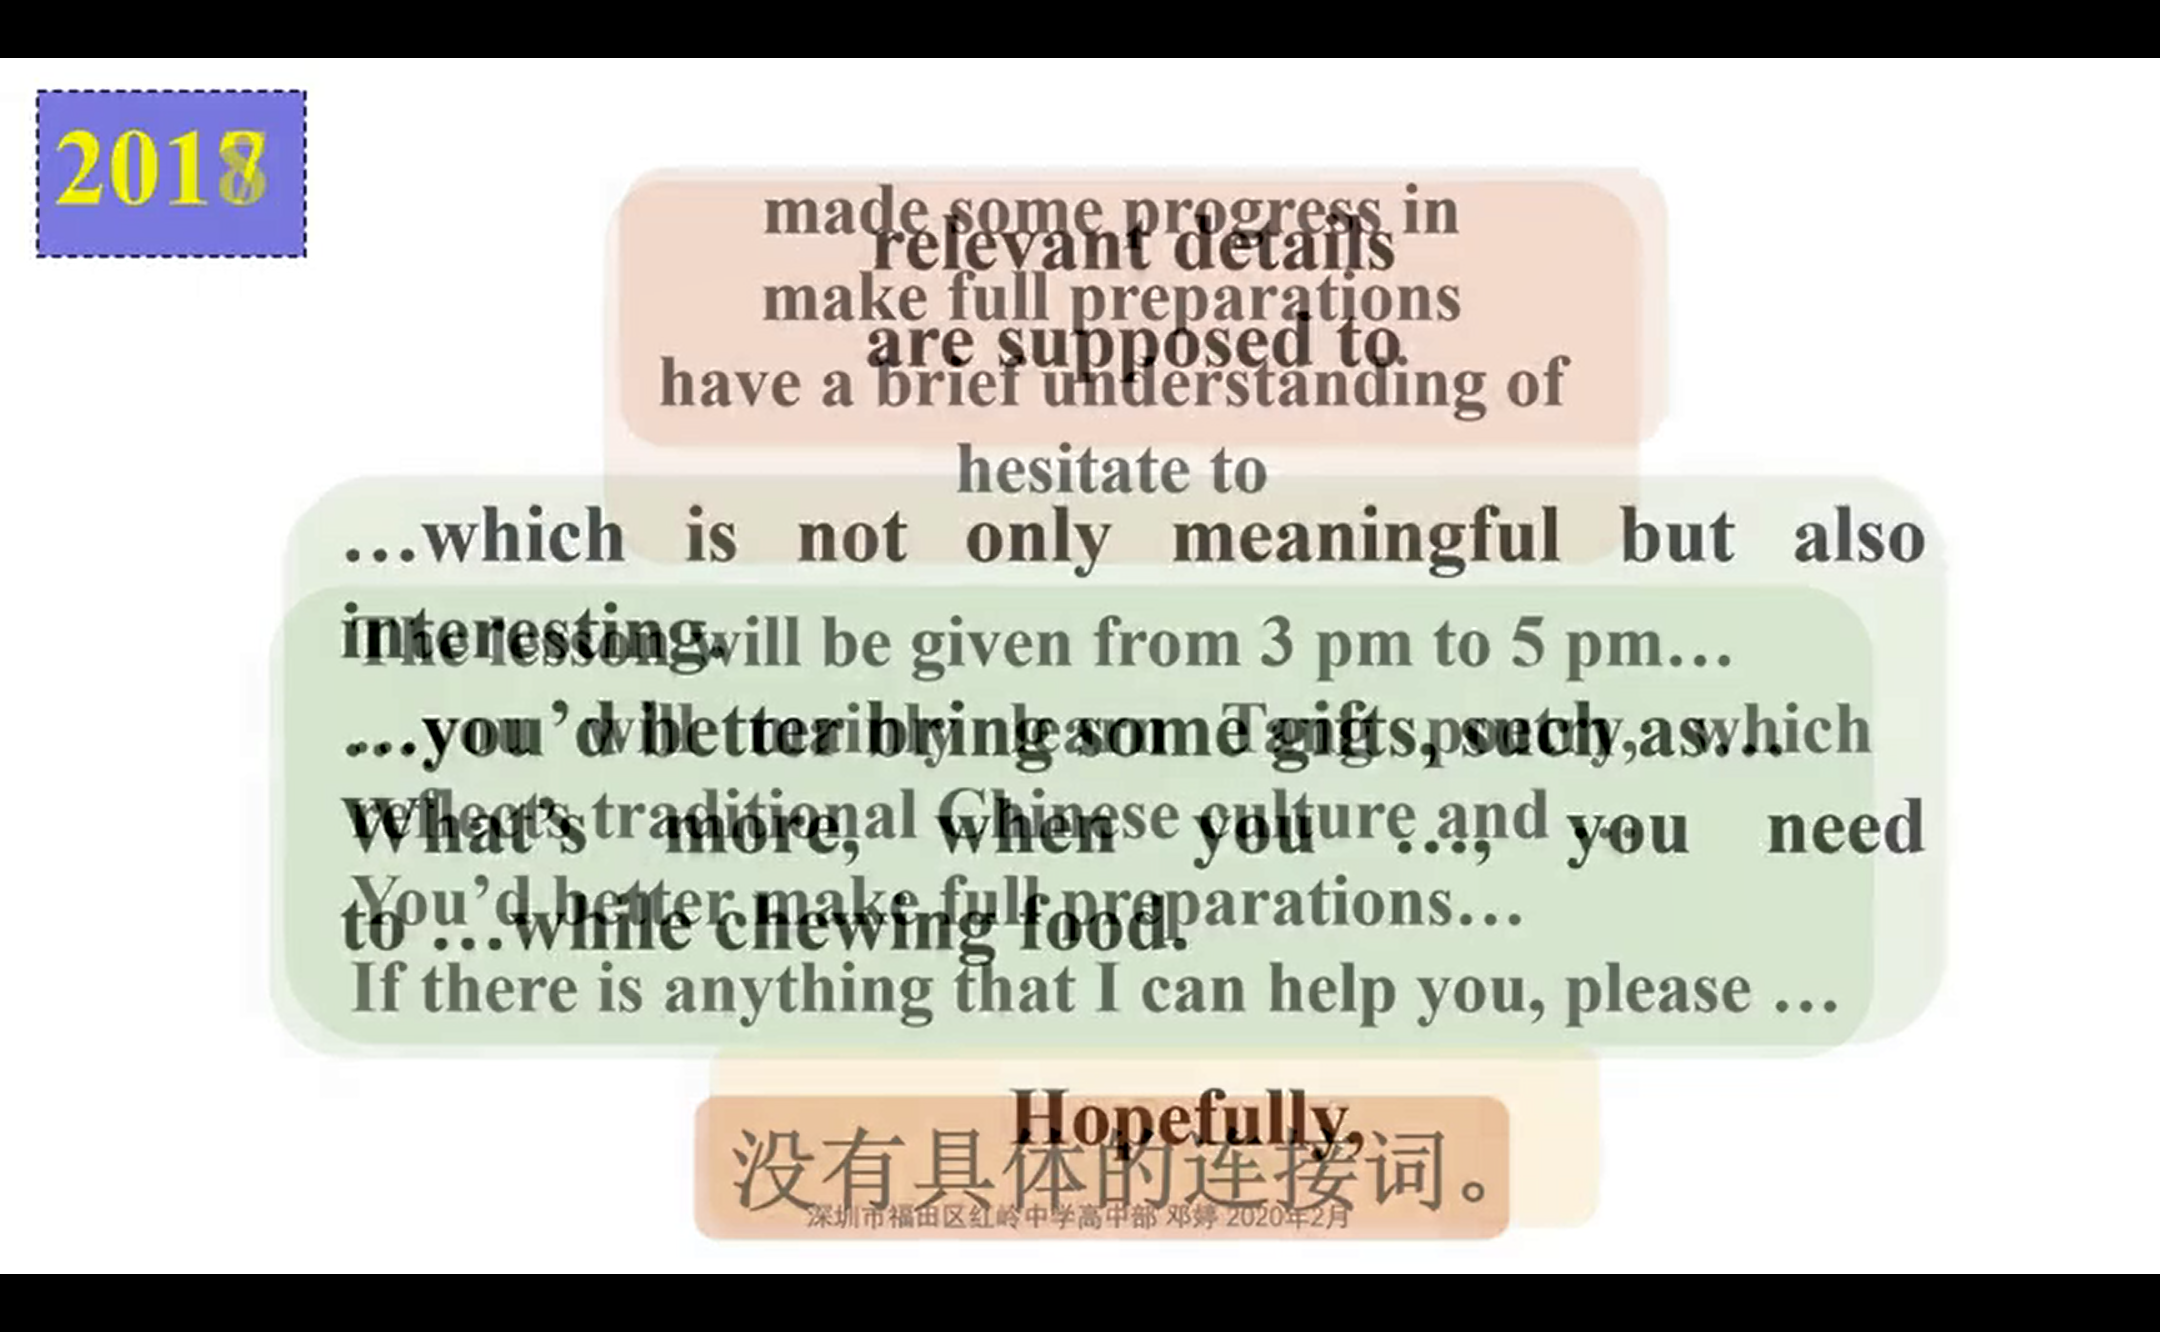 201
made some progress in
relevant details
make full preparations
are supposed to
have a brief understanding of
hesitate to
…which is not only meaningful but also
interesting.
The lesson will be given from 3 pm to 5 pm…
…you'd better bring some gifts, such as…
will mainly learn Tang poetry, which
reflects traditional Chinese culture and …
What's more, when you …, you need
You'd better make full preparations…
to …while chewing food.
If there is anything that I can help you, please …
Hopefully,
没有具体的连接词。
深圳市福田区红岭中学高中部 邓婷 2020年2月